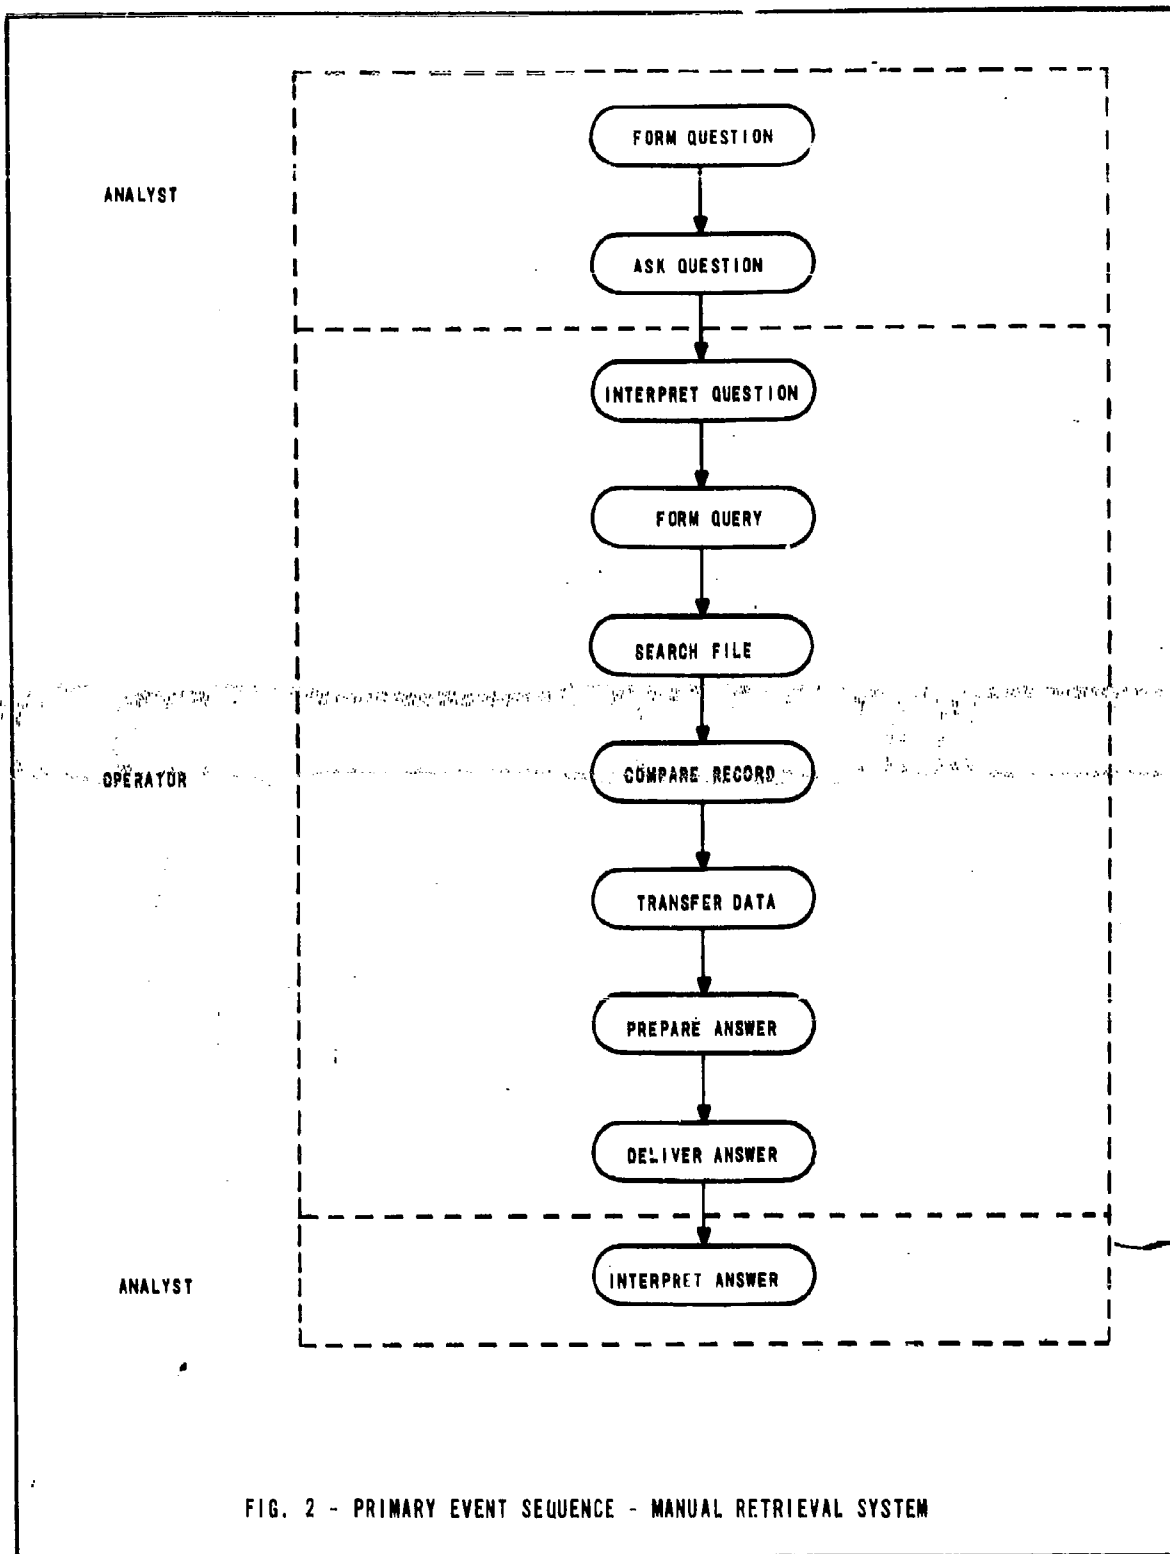 FORM QUESTION
ANALYST
ASK QUESTION
INTERPRET QUESTION
FORM QUERY
SEARCH FILE
OPERATOR
COMPARE RECORD
TRANSFER DATA
PREPARE ANSWER
DELIVER ANSWER
INTERPRET ANSWER
ANALYST
FIG. 2 - PRIMARY EVENT SEQUENCE - MANUAL RETRIEVAL SYSTEM